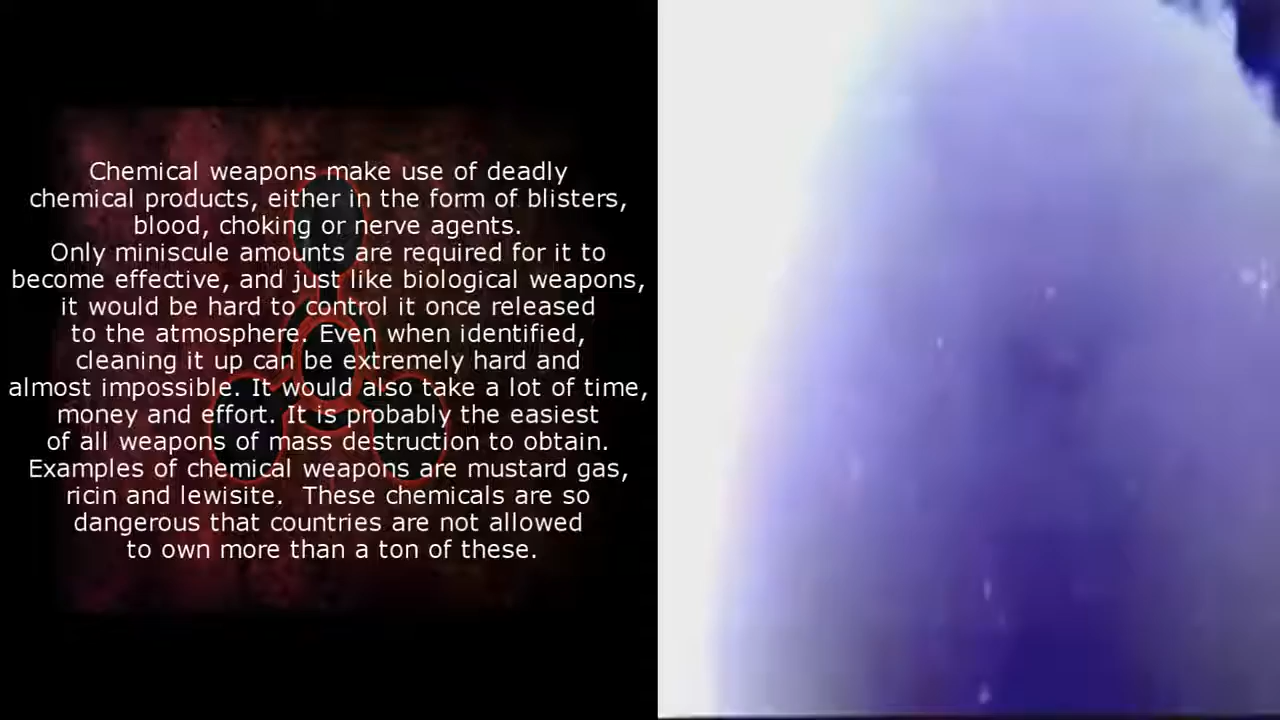 Chemical weapons make use of deadly
chemical products, either in the form of blisters,
blood, choking or nerve agents.
Only miniscule amounts are required for it to
become effective, and just like biological weapons,
it would be hard to control it once released
to the atmosphere. Even when identified,
cleaning it up can be extremely hard and
almost impossible. It would also take a lot of time,
money and effort. It is probably the easiest
of all weapons of mass destruction to obtain.
Examples of chemical weapons are mustard gas,
ricin and lewisite.  These chemicals are so
dangerous that countries are not allowed
to own more than a ton of these.